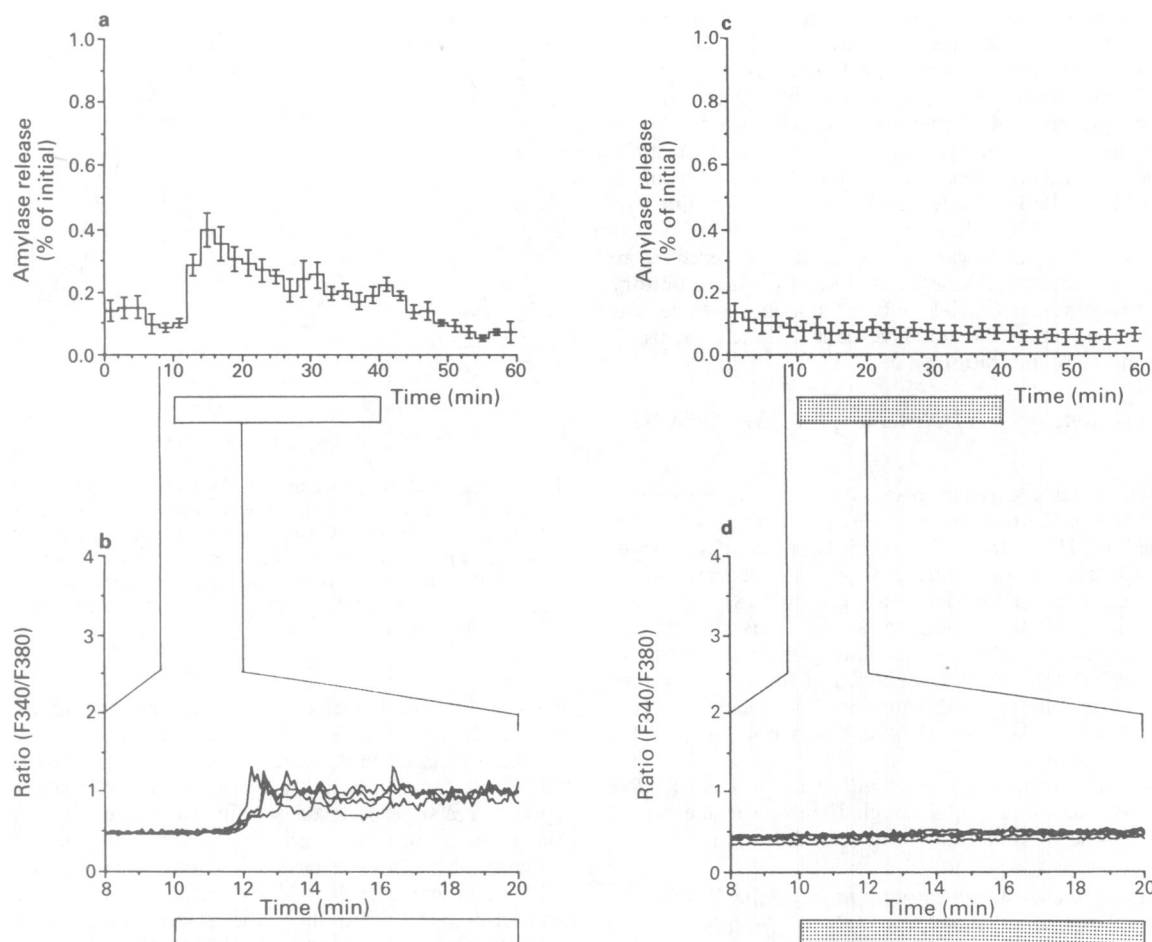 a
1.0
0.8
0.6
0.4
0.2
0.0
Amylase release
(% of initial)
0 10 20 30 40 50 60
Time (min)
b
4
3
2
1
0
Ratio (F340/F380)
8 10 12 14 16 18 20
Time (min)
c
1.0
0.8
0.6
0.4
0.2
0.0
Amylase release
(% of initial)
0 10 20 30 40 50 60
Time (min)
d
4
3
2
1
0
Ratio (F340/F380)
8 10 12 14 16 18 20
Time (min)